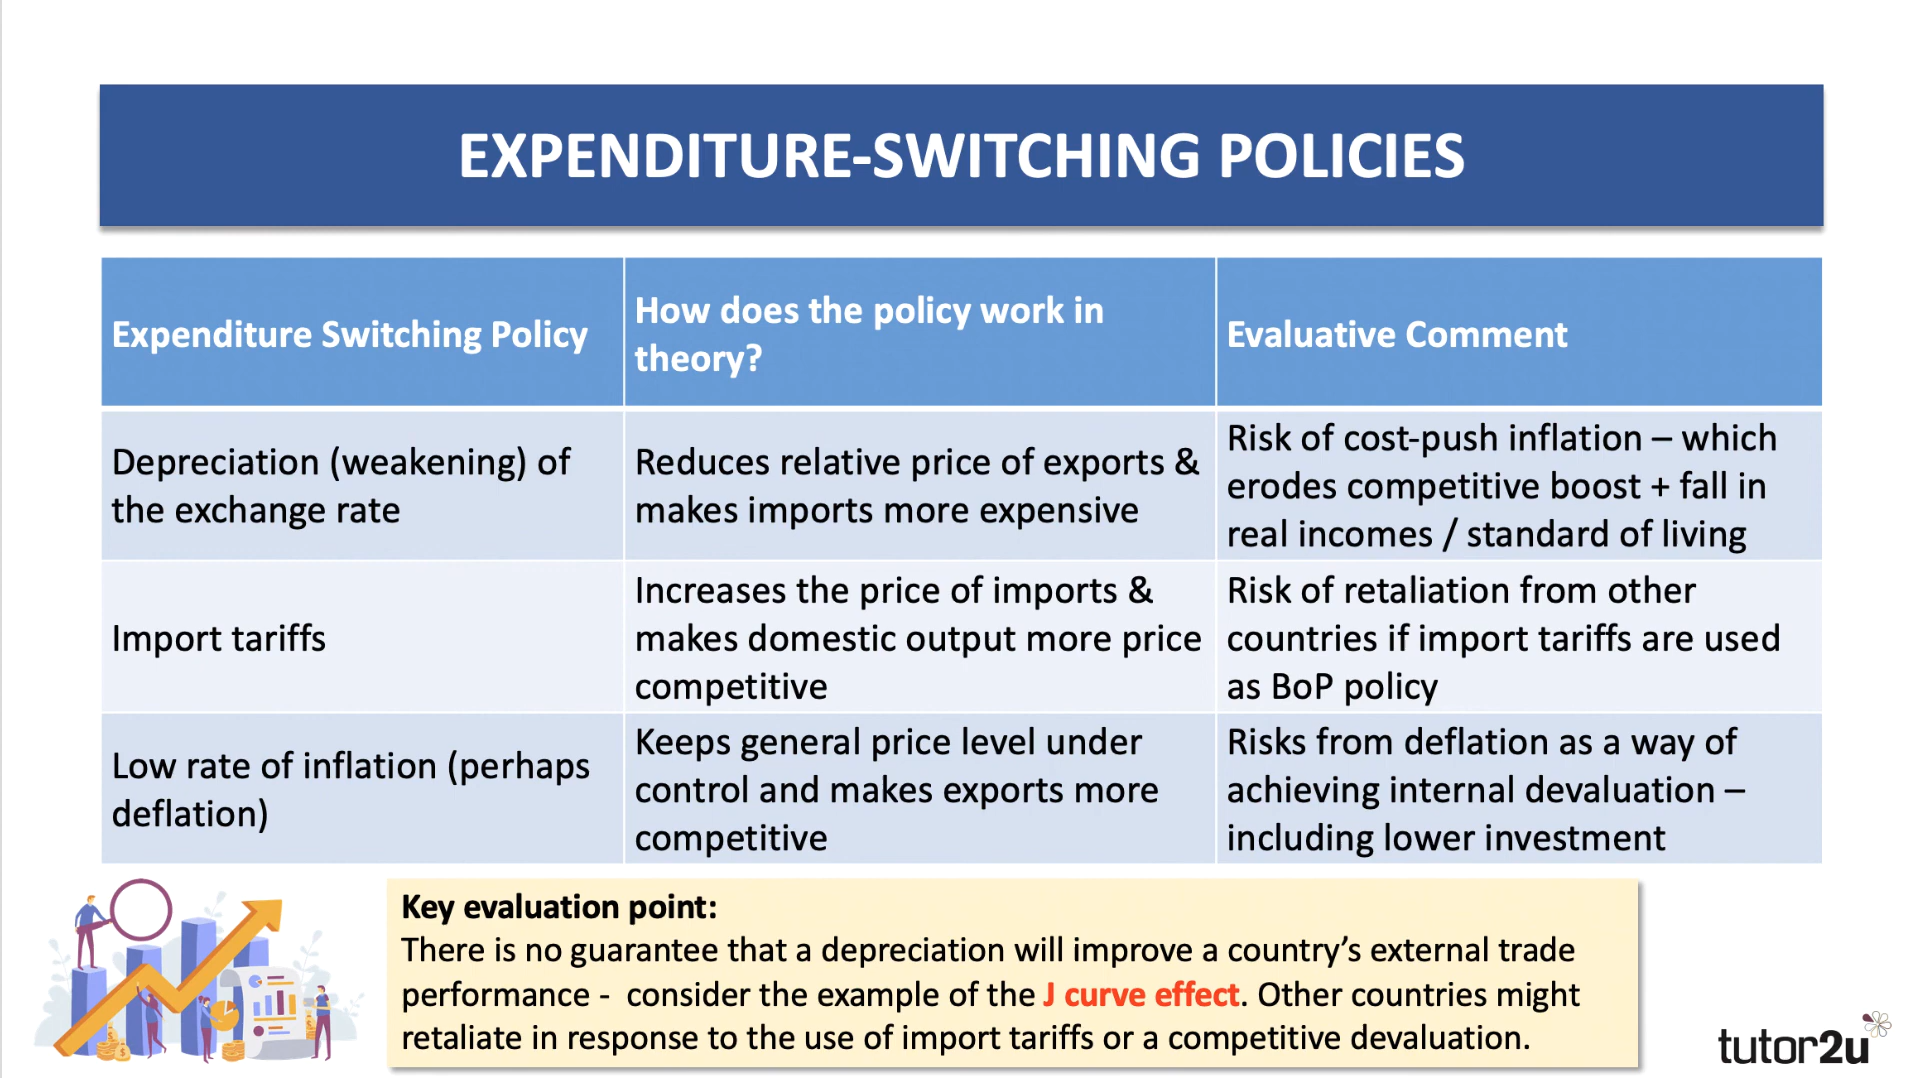 EXPENDITURE-SWITCHING POLICIES
Expenditure Switching Policy
How does the policy work in
theory?
Evaluative Comment
Depreciation (weakening) of
the exchange rate
Reduces relative price of exports &
makes imports more expensive
Risk of cost-push inflation – which
erodes competitive boost + fall in
real incomes / standard of living
Import tariffs
Increases the price of imports &
makes domestic output more price
competitive
Risk of retaliation from other
countries if import tariffs are used
as BoP policy
Low rate of inflation (perhaps
deflation)
Keeps general price level under
control and makes exports more
competitive
Risks from deflation as a way of
achieving internal devaluation –
including lower investment
Key evaluation point:
There is no guarantee that a depreciation will improve a country’s external trade
performance -  consider the example of the J curve effect. Other countries might
retaliate in response to the use of import tariffs or a competitive devaluation.
tutor2u